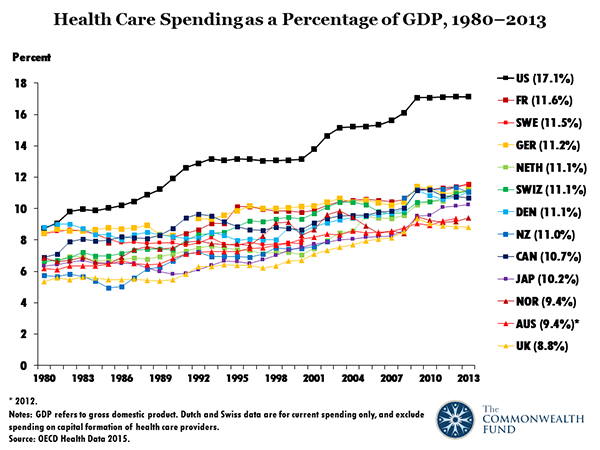 Health Care Spending as a Percentage of GDP, 1980–2013
Percent
18
16
14
12
10
8
6
4
2
0
1980 1983 1986 1989 1992 1995 1998 2001 2004 2007 2010 2013
US (17.1%)
FR (11.6%)
SWE (11.5%)
GER (11.2%)
NETH (11.1%)
SWIZ (11.1%)
DEN (11.1%)
NZ (11.0%)
CAN (10.7%)
JAP (10.2%)
NOR (9.4%)
AUS (9.4%)*
UK (8.8%)
* 2012.
Notes: GDP refers to gross domestic product. Dutch and Swiss data are for current spending only, and exclude
spending on capital formation of health care providers.
Source: OECD Health Data 2015.
The
COMMONWEALTH
FUND